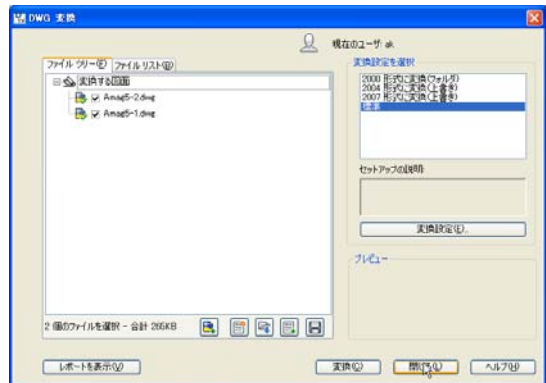 DWG 変換
現在のユーザ: ak
ファイル ツリー(E) ファイル リスト(B)
変換する図面
Amag5-2.dwg
Amag5-1.dwg
2 個のファイルを選択 - 合計 265KB
変換設定を選択
2000 形式に変換(フォルダ)
2004 形式に変換(上書き)
2007 形式に変換(上書き)
標準
セットアップの説明:
変換設定(E)...
プレビュー
レポートを表示(V)
変換(C)
ヘルプ(H)